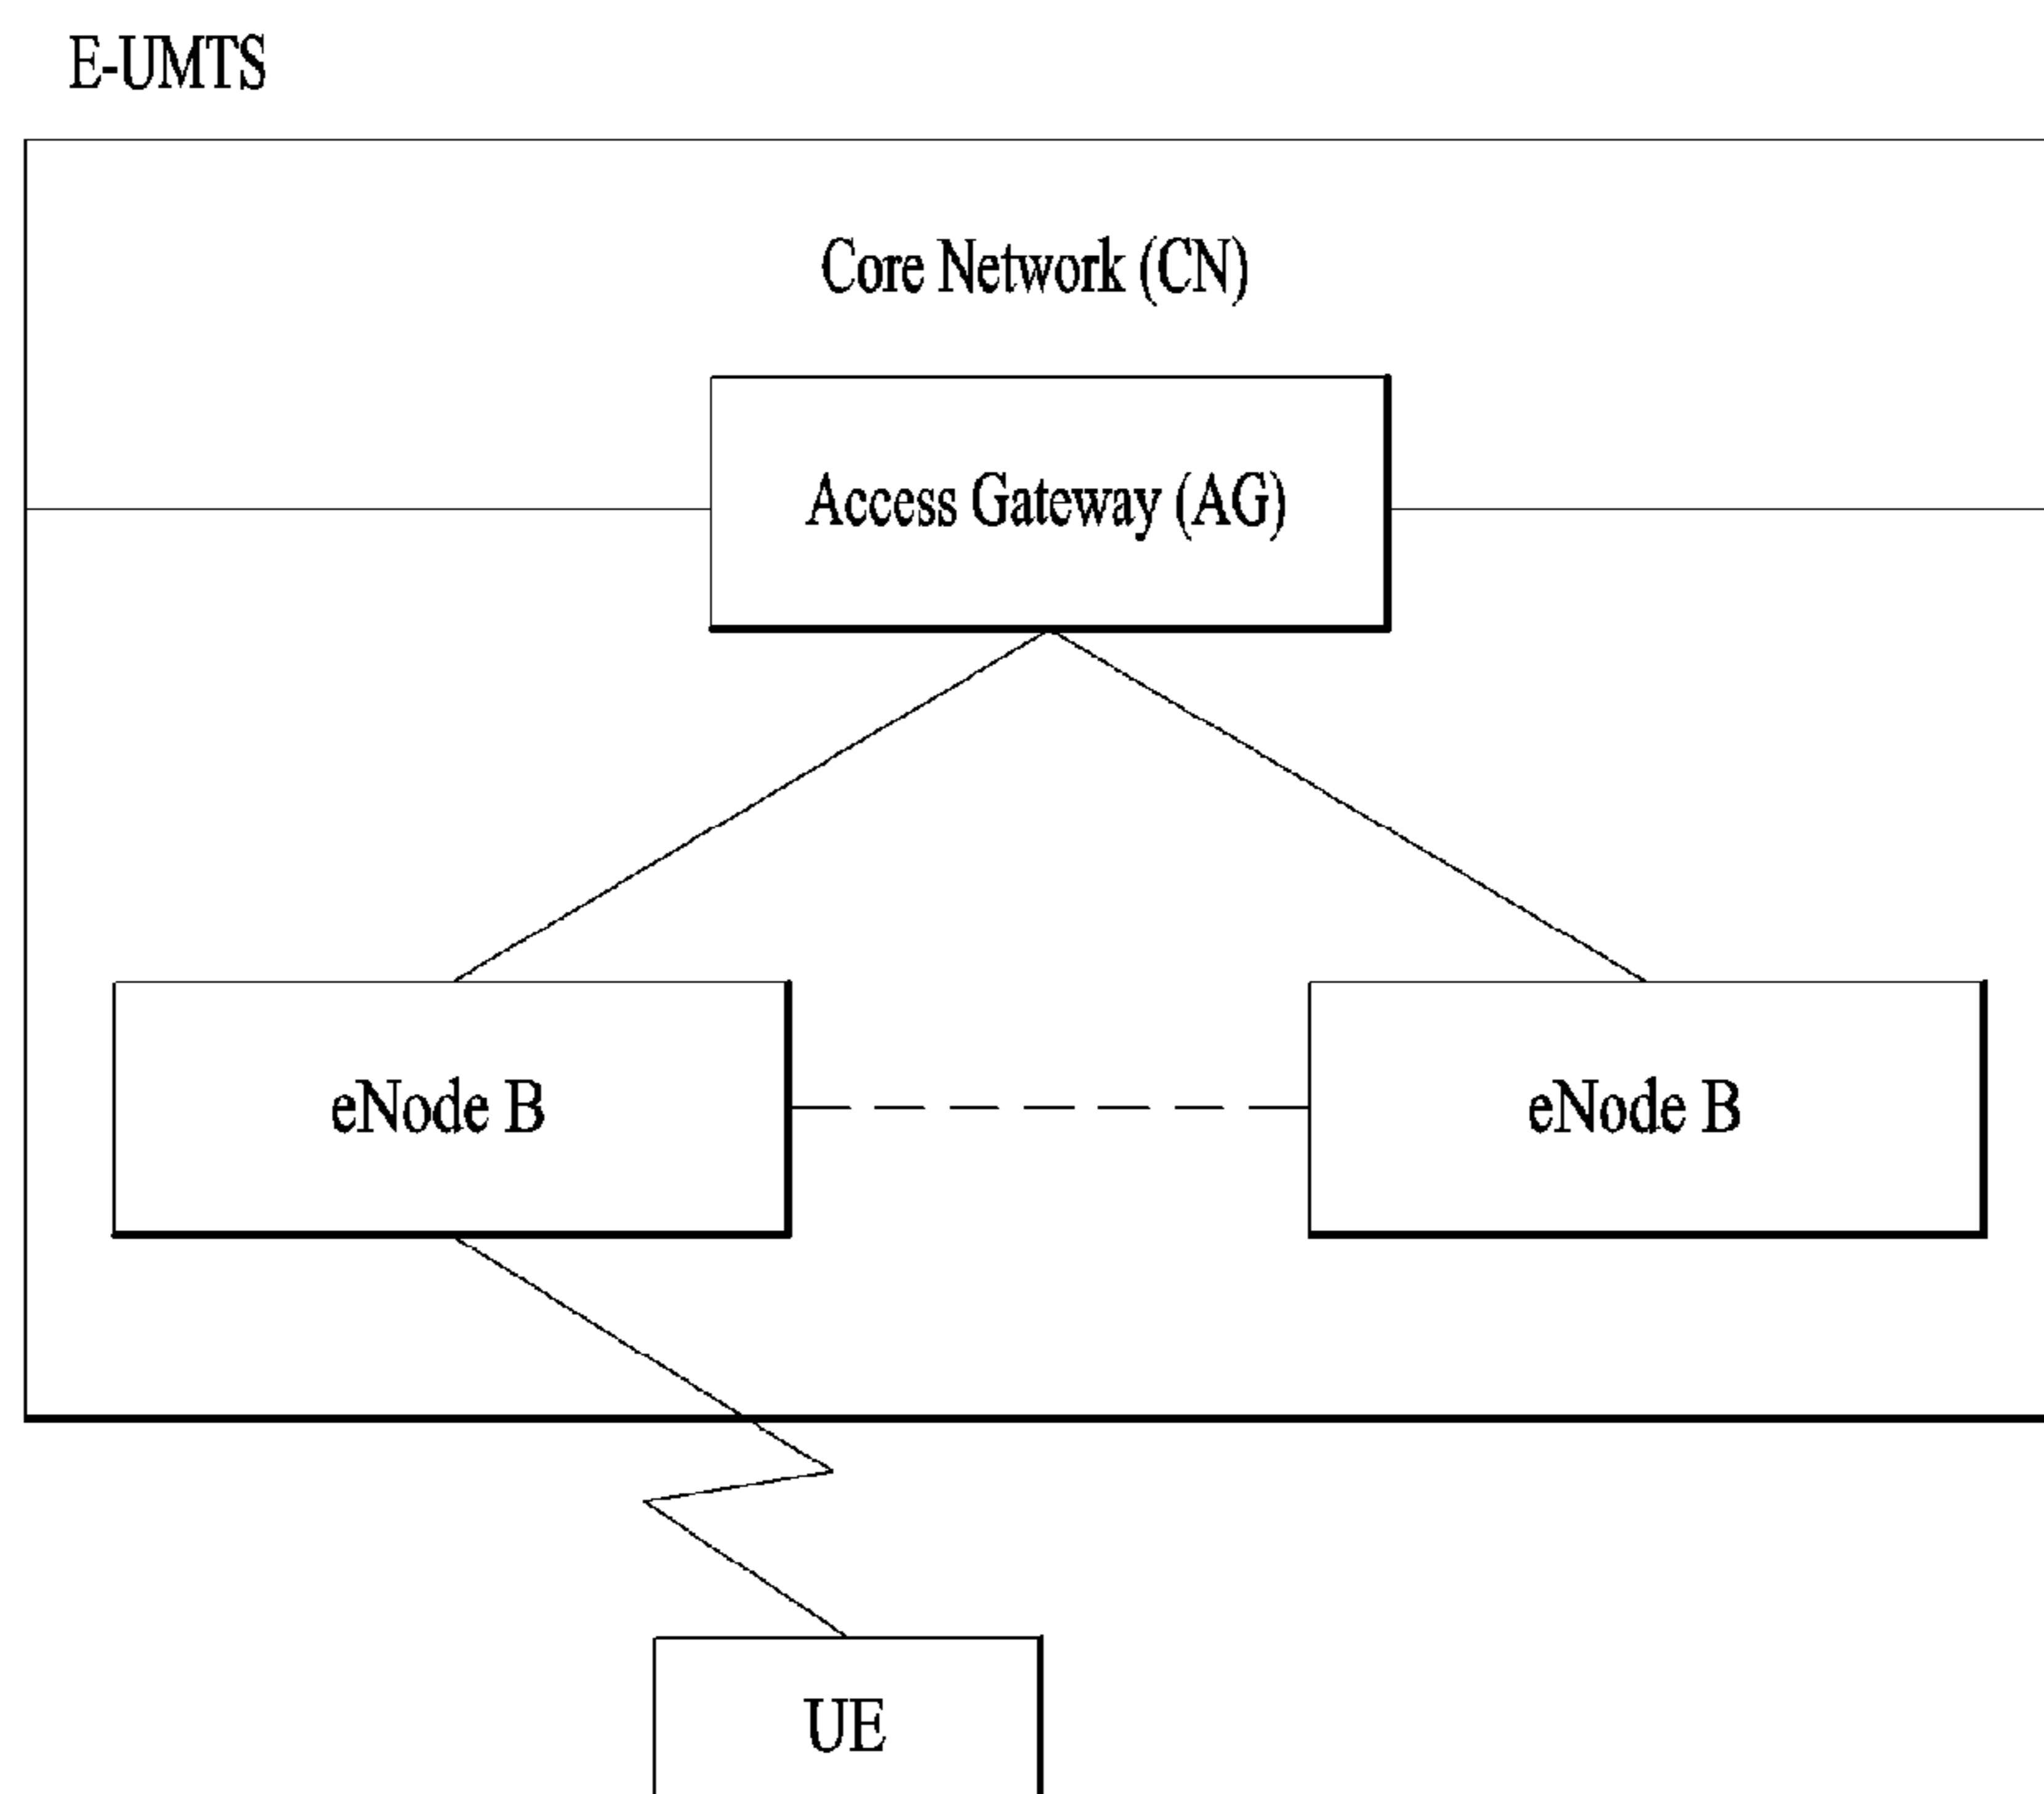 E-UMTS
Core Network (CN)
Access Gateway (AG)
eNode B
eNode B
UE